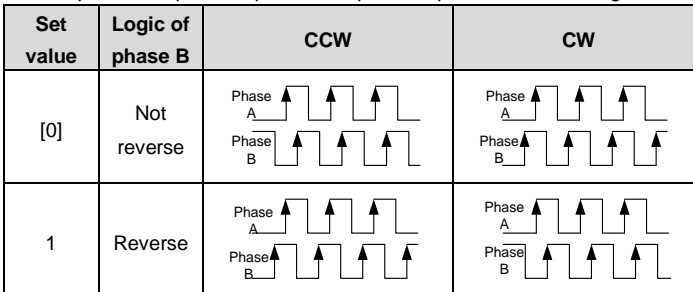 Set value
Logic of phase B
CCW
CW
[0]
Not reverse
Phase A
Phase B
Phase A
Phase B
1
Reverse
Phase A
Phase B
Phase A
Phase B